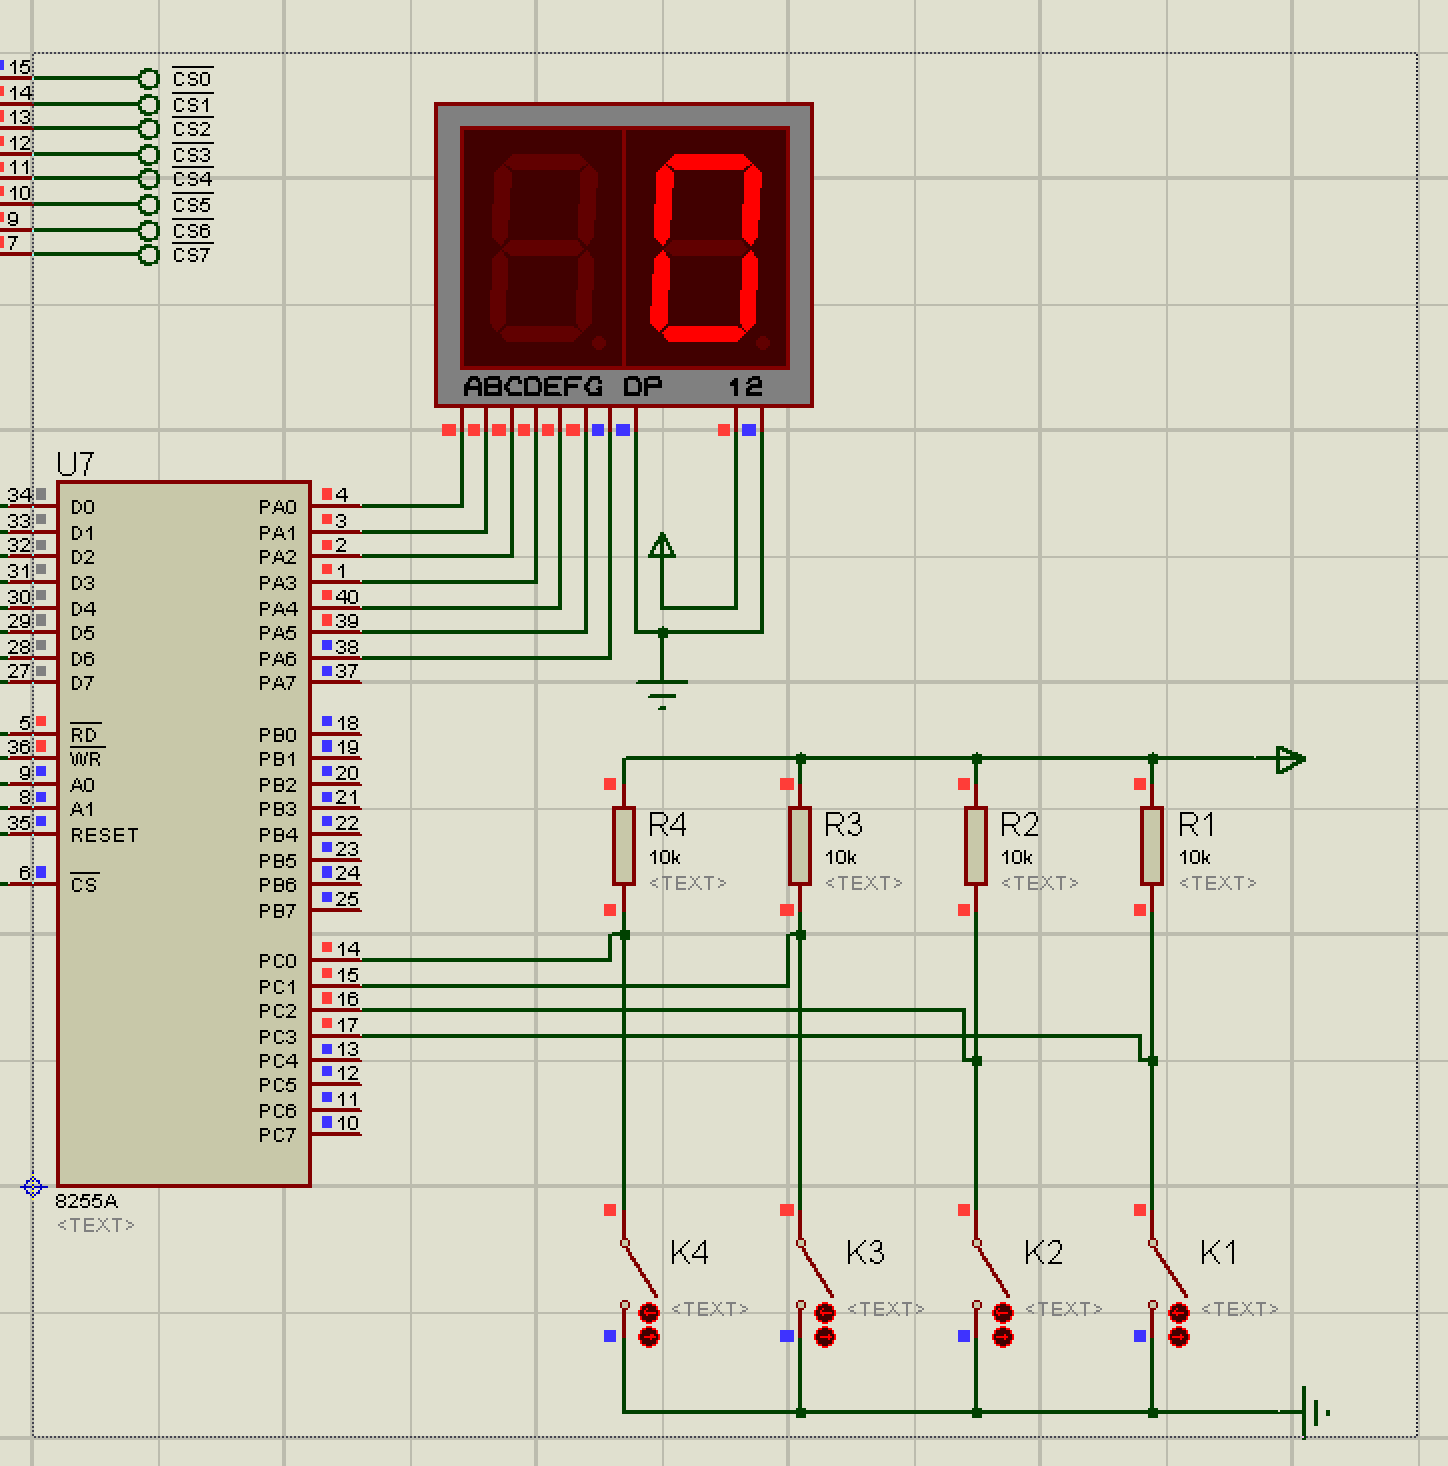 15 CS0
14 CS1
13 CS2
12 CS3
11 CS4
10 CS5
9 CS6
7 CS7
ABCDEFG DP 12
U7
34 D0 PA0 4
33 D1 PA1 3
32 D2 PA2 2
31 D3 PA3 1
30 D4 PA4 40
29 D5 PA5 39
28 D6 PA6 38
27 D7 PA7 37
5 RD PB0 18
36 WR PB1 19
9 A0 PB2 20
8 A1 PB3 21
35 RESET PB4 22
PB5 23
6 CS PB6 24
PB7 25
R4 R3 R2 R1
10k 10k 10k 10k
<TEXT> <TEXT> <TEXT> <TEXT>
PC0 14
PC1 15
PC2 16
PC3 17
PC4 13
PC5 12
PC6 11
PC7 10
8255A
<TEXT>
K4 K3 K2 K1
<TEXT> <TEXT> <TEXT> <TEXT>
0